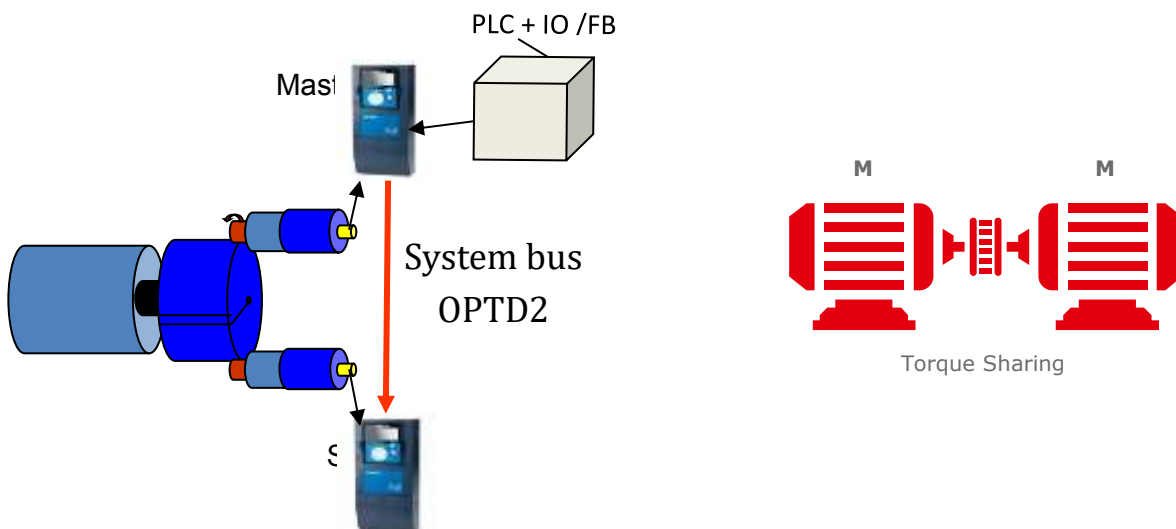 PLC + IO /FB
Mast
M M
System bus
OPTD2
Torque Sharing
S